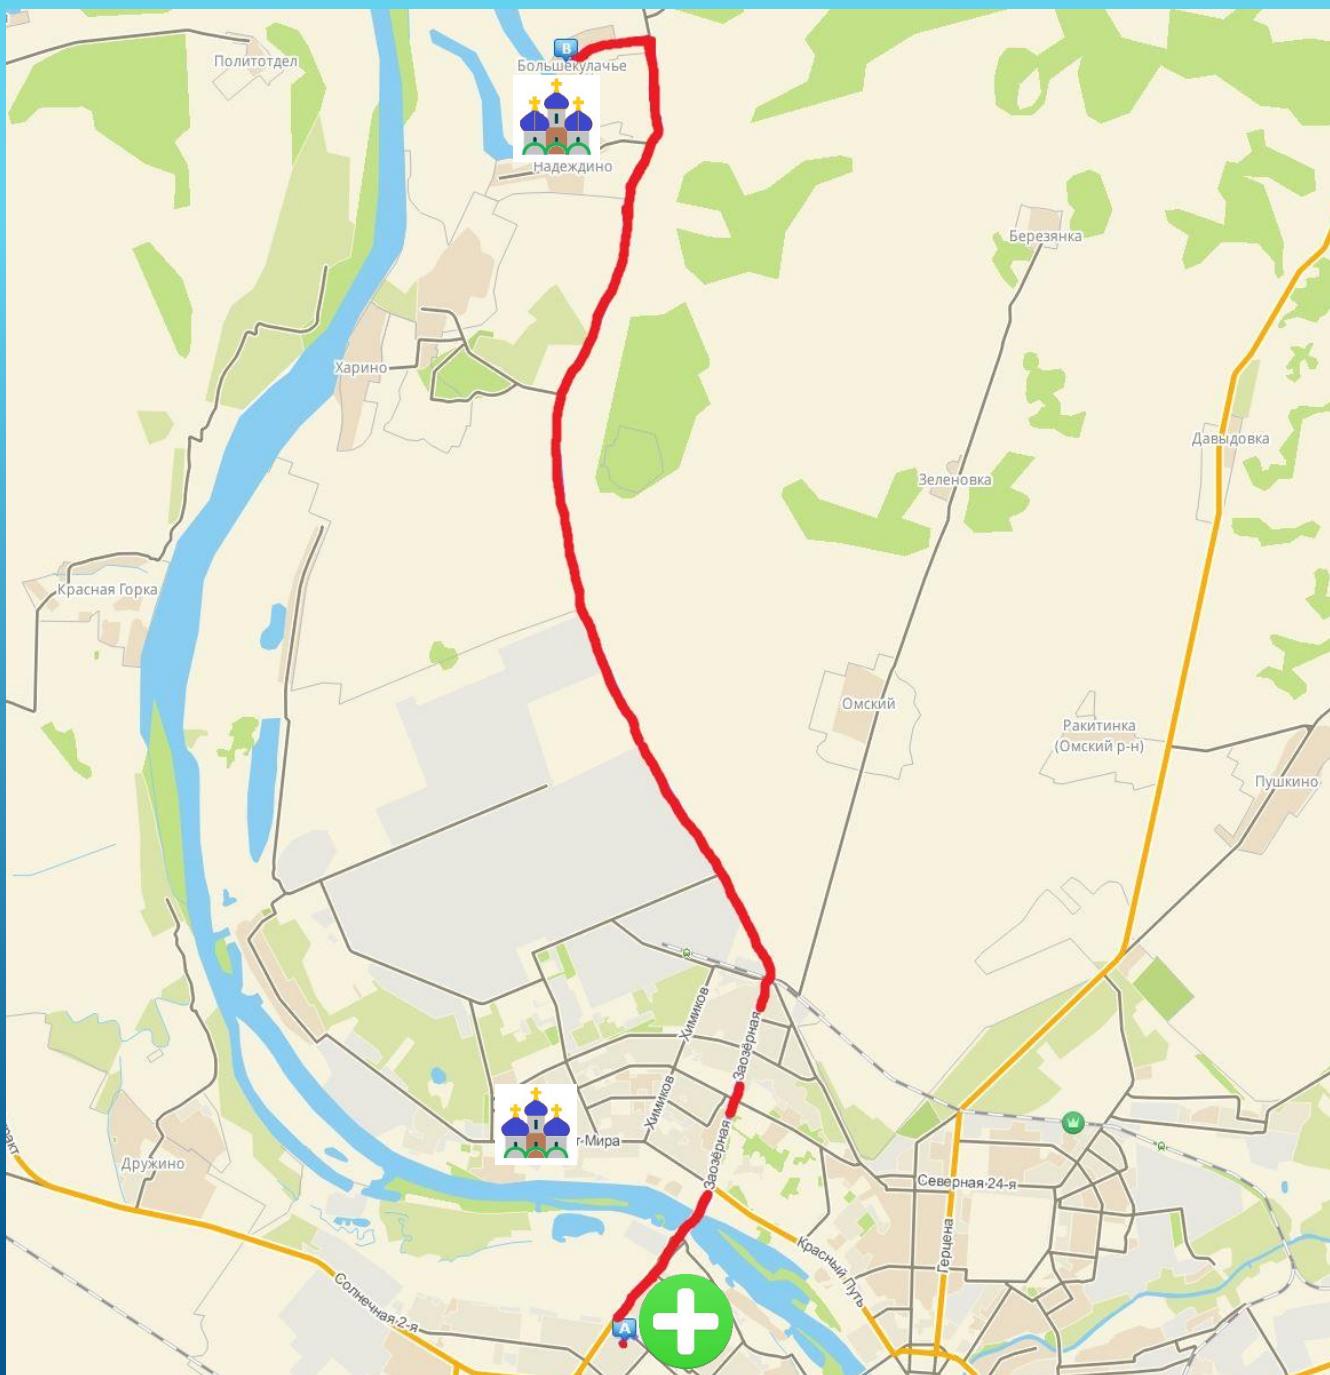 Политотдел
B
Большекулачье
Надеждино
Березянка
Харино
Давыдовка
Зеленовка
Красная Горка
Омский
Ракитинка
(Омский р-н)
Пушкино
Химиков
Заозёрная
Химиков
т-Мира
Заозёрная
Дружино
Северная 24-я
Герцена
Красный Путь
Солнечная 2-я
A